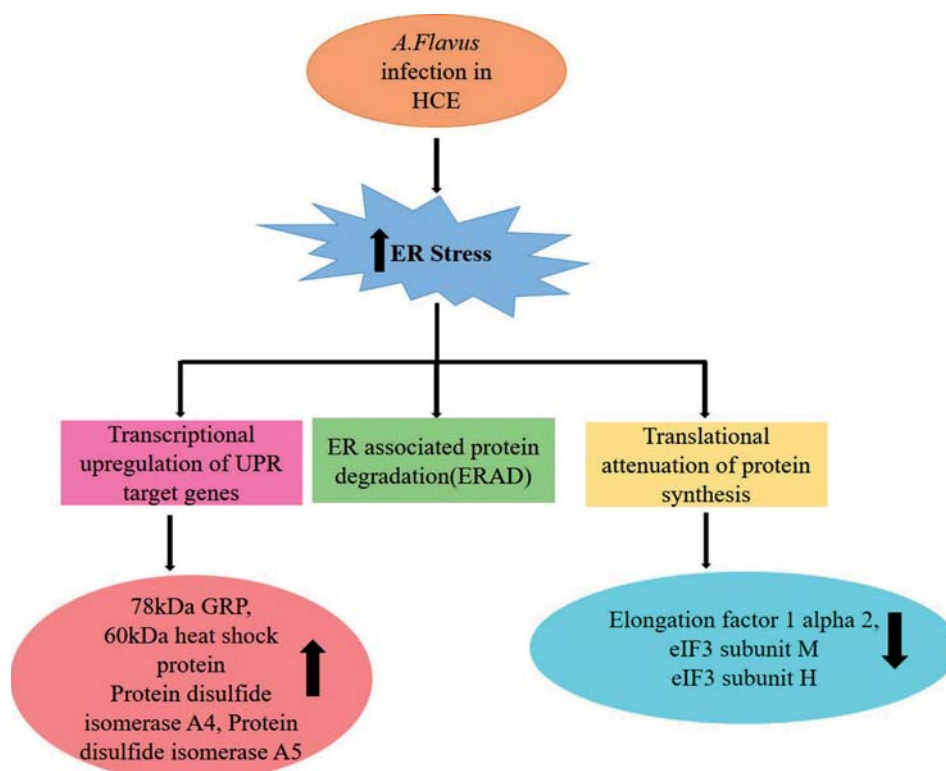 A.Flavus
infection in
HCE
ER Stress
Transcriptional
upregulation of UPR
target genes
ER associated protein
degradation(ERAD)
Translational
attenuation of protein
synthesis
78kDa GRP,
60kDa heat shock
protein
Protein disulfide
isomerase A4, Protein
disulfide isomerase A5
Elongation factor 1 alpha 2,
eIF3 subunit M
eIF3 subunit H